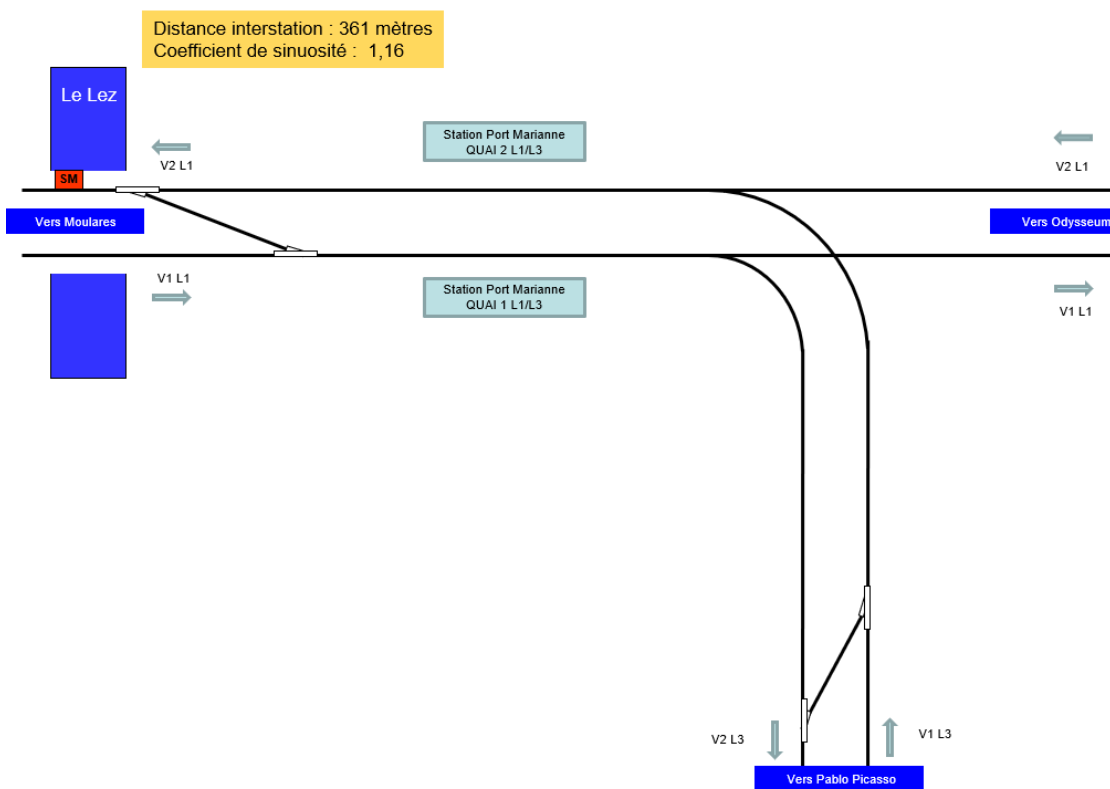 Distance interstation : 361 mètres
Coefficient de sinuosité :  1,16
Le Lez
Station Port Marianne
QUAI 2 L1/L3
V2 L1
V2 L1
SM
Vers Moulares
Vers Odysseum
V1 L1
Station Port Marianne
QUAI 1 L1/L3
V1 L1
V2 L3
V1 L3
Vers Pablo Picasso